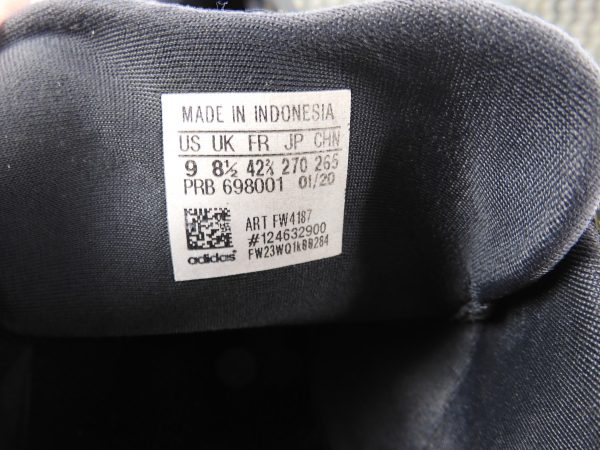 MADE IN INDONESIA
US UK FR JP CHN
9 8½ 42⅔ 270 265
PRB 698001 01/20
ART FW4187
#124632900
FW23WQ1kBB284
adidas